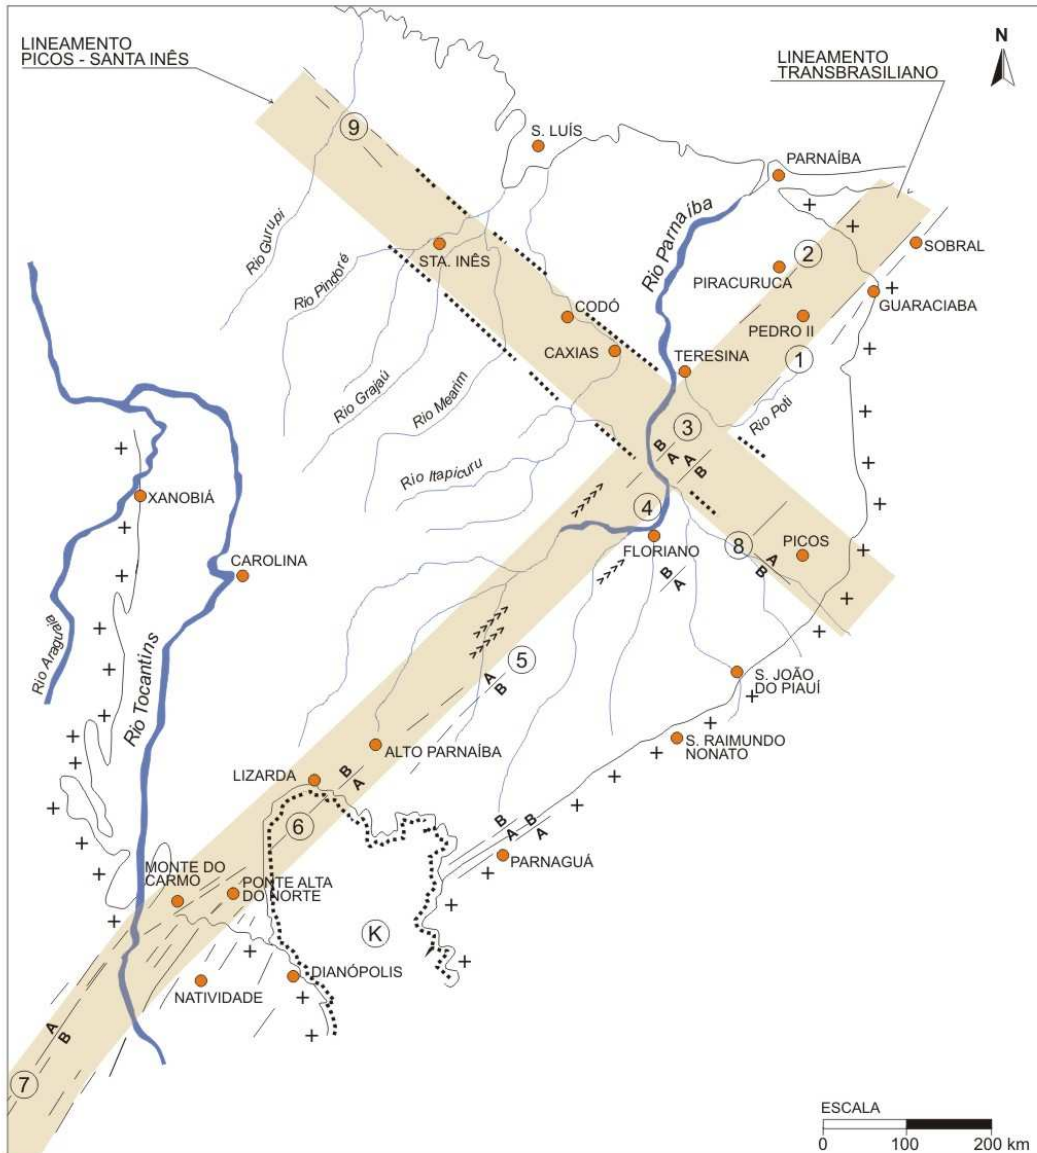 LINEAMENTO
PICOS - SANTA INÊS
LINEAMENTO
TRANSBRASILIANO
N
9
S. LUÍS
PARNAÍBA
Rio Parnaíba
Rio Gurupi
STA. INÊS
2
SOBRAL
PIRACURUCA
Rio Pindoré
GUARACIABA
CODÓ
PEDRO II
CAXIAS
TERESINA
1
Rio Grajaú
Rio Mearim
Rio Poti
3
B
A
A
B
Rio Itapicuru
XANOBIÁ
4
FLORIANO
8
PICOS
A
B
B
A
CAROLINA
Rio Araguaia
Rio Tocantins
5
A
B
S. JOÃO
DO PIAUÍ
S. RAIMUNDO
NONATO
ALTO PARNAÍBA
LIZARDA
B
A
6
B
A
B
A
PARNAGUÁ
MONTE DO
CARMO
PONTE ALTA
DO NORTE
K
DIANÓPOLIS
NATIVIDADE
A
B
7
ESCALA
0 100 200 km